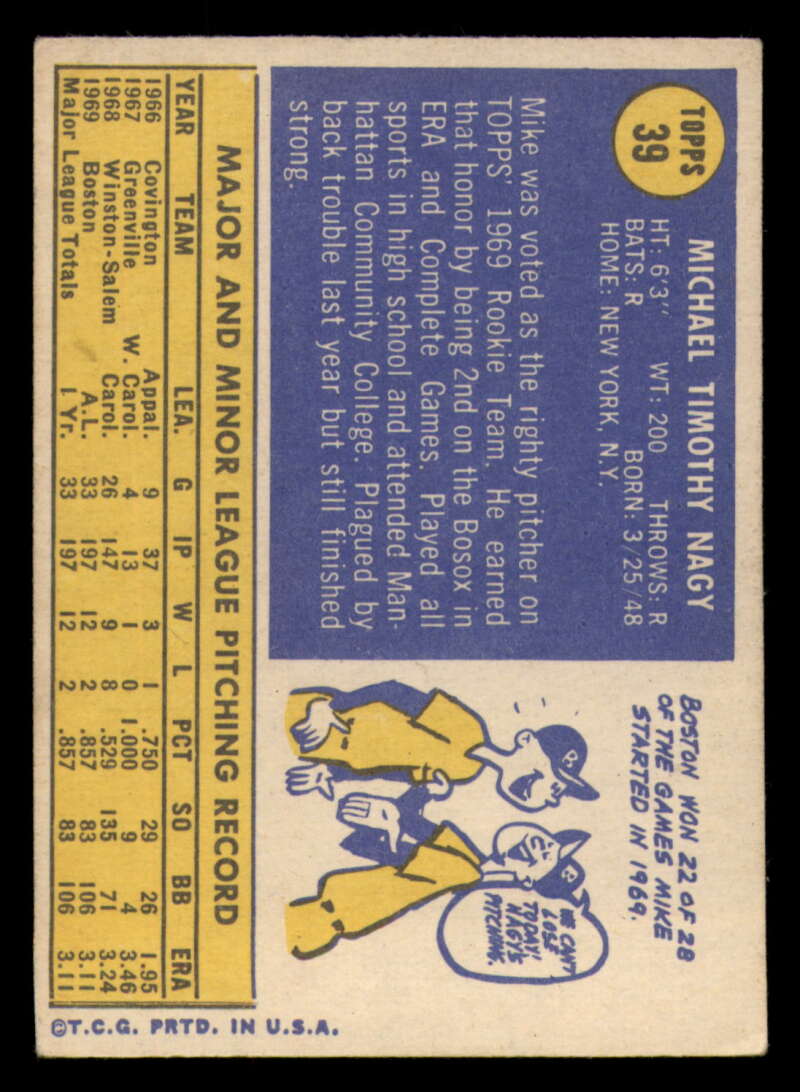 TOPPS
39
MICHAEL TIMOTHY NAGY
HT: 6'3" WT: 200 THROWS: R
BATS: R BORN: 3/25/48
HOME: NEW YORK, N.Y.
Mike was voted as the righty pitcher on
TOPPS' 1969 Rookie Team. He earned
that honor by being 2nd on the Bosox in
ERA and Complete Games. Played all
sports in high school and attended Man-
hattan Community College. Plagued by
back trouble last year but still finished
strong.
BOSTON WON 22 OF 28
OF THE GAMES MIKE
STARTED IN 1969.
WE CAN'T
LOSE
TODAY!
NAGY'S
PITCHING.
MAJOR AND MINOR LEAGUE PITCHING RECORD
YEAR TEAM LEA. G IP W L PCT SO BB ERA
1966 Covington Appal. 9 37 3 1 .750 29 26 1.95
1967 Greenville W. Carol. 4 13 1 0 1.000 9 4 3.46
1968 Winston-Salem Carol. 26 147 9 8 .529 135 71 3.24
1969 Boston A.L. 33 197 12 2 .857 83 106 3.11
Major League Totals 1 Yr. 33 197 12 2 .857 83 106 3.11
©T.C.G. PRTD. IN U.S.A.
B
B